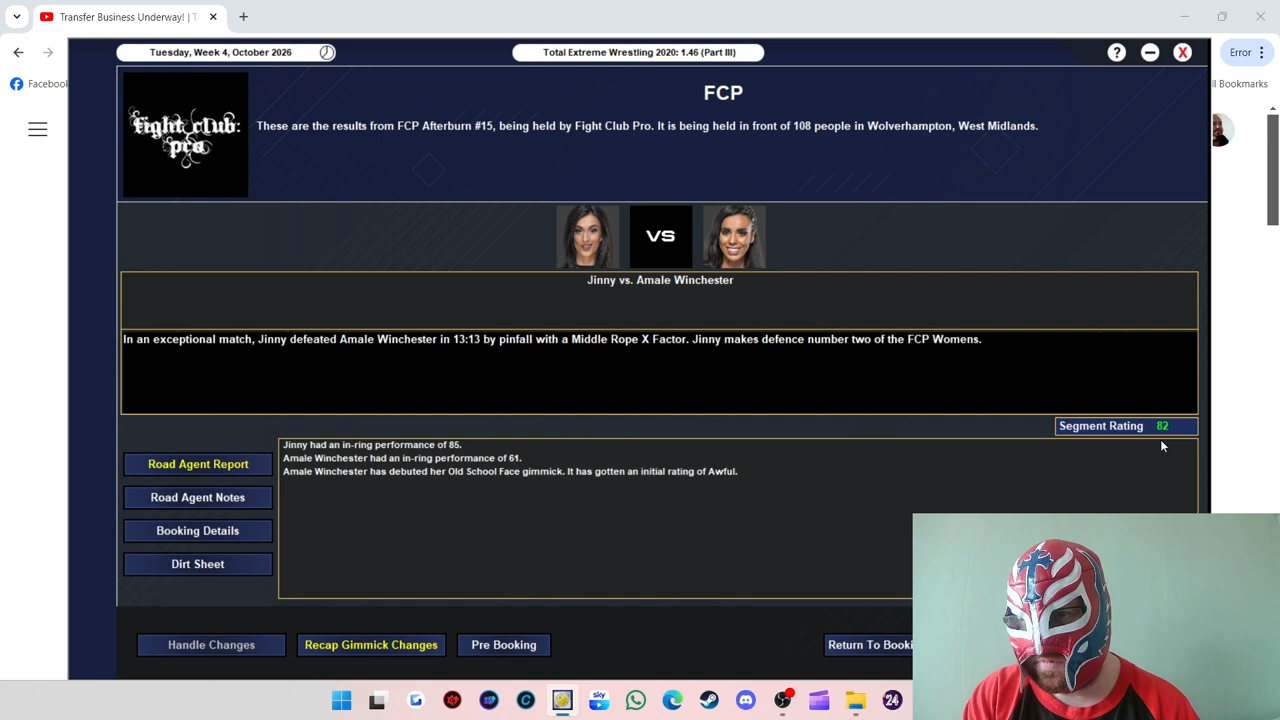 Transfer Business Underway! | T
Tuesday, Week 4, October 2026
Total Extreme Wrestling 2020: 1.46 (Part III)
?
X
Error
Facebook
ll Bookmarks
fight club:
pro
FCP
These are the results from FCP Afterburn #15, being held by Fight Club Pro. It is being held in front of 108 people in Wolverhampton, West Midlands.
VS
Jinny vs. Amale Winchester
In an exceptional match, Jinny defeated Amale Winchester in 13:13 by pinfall with a Middle Rope X Factor. Jinny makes defence number two of the FCP Womens.
Segment Rating 82
Jinny had an in-ring performance of 85.
Amale Winchester had an in-ring performance of 61.
Amale Winchester has debuted her Old School Face gimmick. It has gotten an initial rating of Awful.
Road Agent Report
Road Agent Notes
Booking Details
Dirt Sheet
Handle Changes
Recap Gimmick Changes
Pre Booking
Return To Booki
sky
24